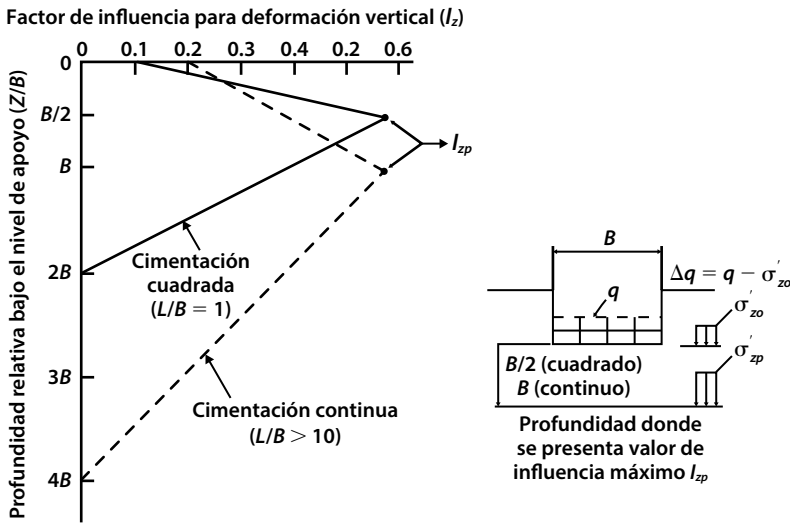 Factor de influencia para deformación vertical (Iz)
0 0.1 0.2 0.3 0.4 0.2 0.6
Profundidad relativa bajo el nivel de apoyo (Z/B)
0
B/2
B
2B
3B
4B
Izp
Cimentación
cuadrada
(L/B = 1)
Cimentación continua
(L/B > 10)
B
Δq = q − σ′zo
q
σ′zo
σ′zp
B/2 (cuadrado)
B (continuo)
Profundidad donde
se presenta valor de
influencia máximo Izp